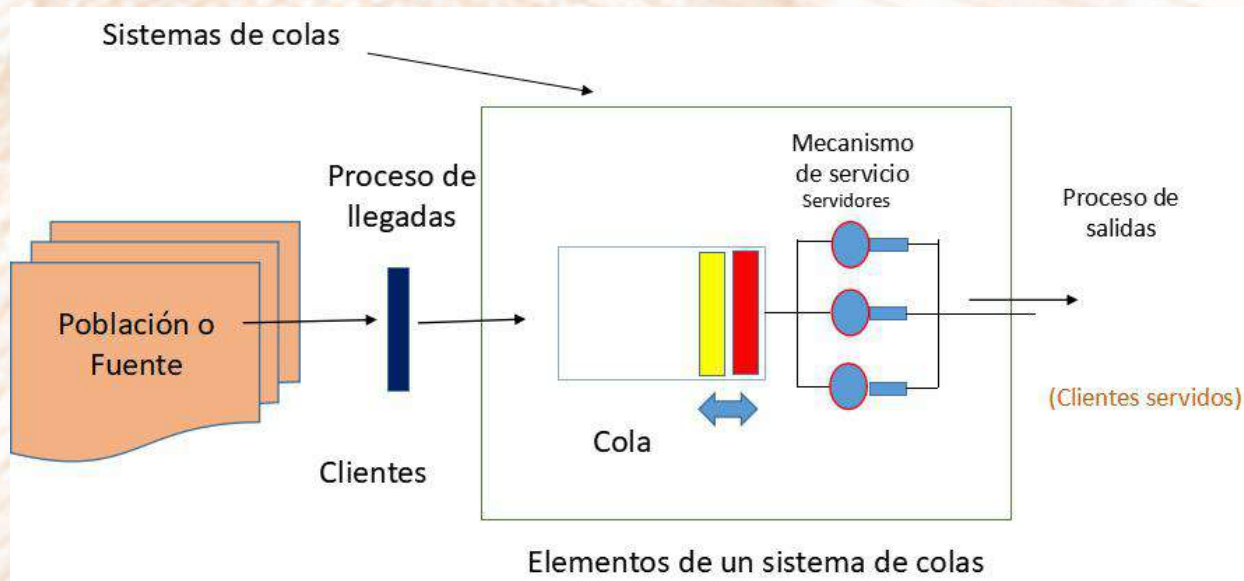 Sistemas de colas
Proceso de
llegadas
Población o
Fuente
Clientes
Cola
Mecanismo
de servicio
Servidores
Proceso de
salidas
(Clientes servidos)
Elementos de un sistema de colas